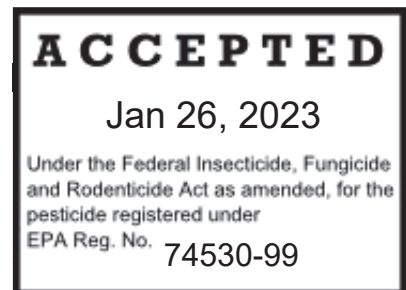 ACCEPTED
Jan 26, 2023
Under the Federal Insecticide, Fungicide
and Rodenticide Act as amended, for the
pesticide registered under
EPA Reg. No. 74530-99